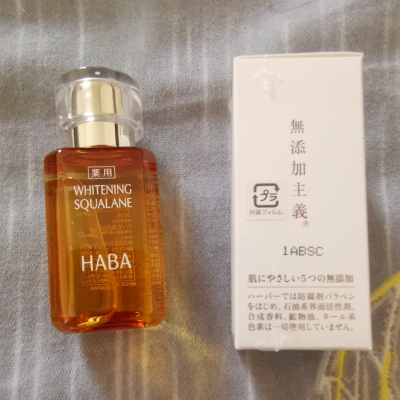 薬用
WHITENING
SQUALANE
HABA
無添加主義®
プラ
外装フィルム
1ABSC
肌にやさしい5つの無添加
ハーバーでは防腐剤パラベン
をはじめ、石油系界面活性剤、
合成香料、鉱物油、タール系
色素は一切使用していません。